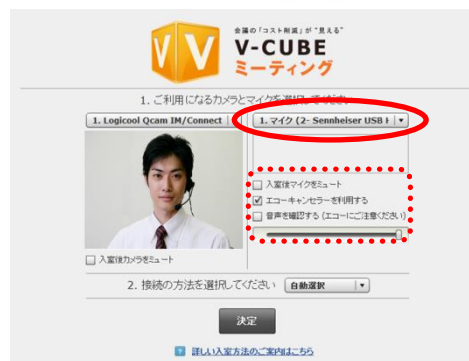 会議の「コスト削減」が"見える"
V-CUBE
ミーティング
1. ご利用になるカメラとマイクを選択してください
1. Logicool Qcam IM/Connect
1. マイク (2- Sennheiser USB H
入室後マイクをミュート
エコーキャンセラーを利用する
音声を確認する (エコーにご注意ください)
入室後カメラをミュート
2. 接続の方法を選択してください 自動選択
決定
? 詳しい入室方法のご案内はこちら